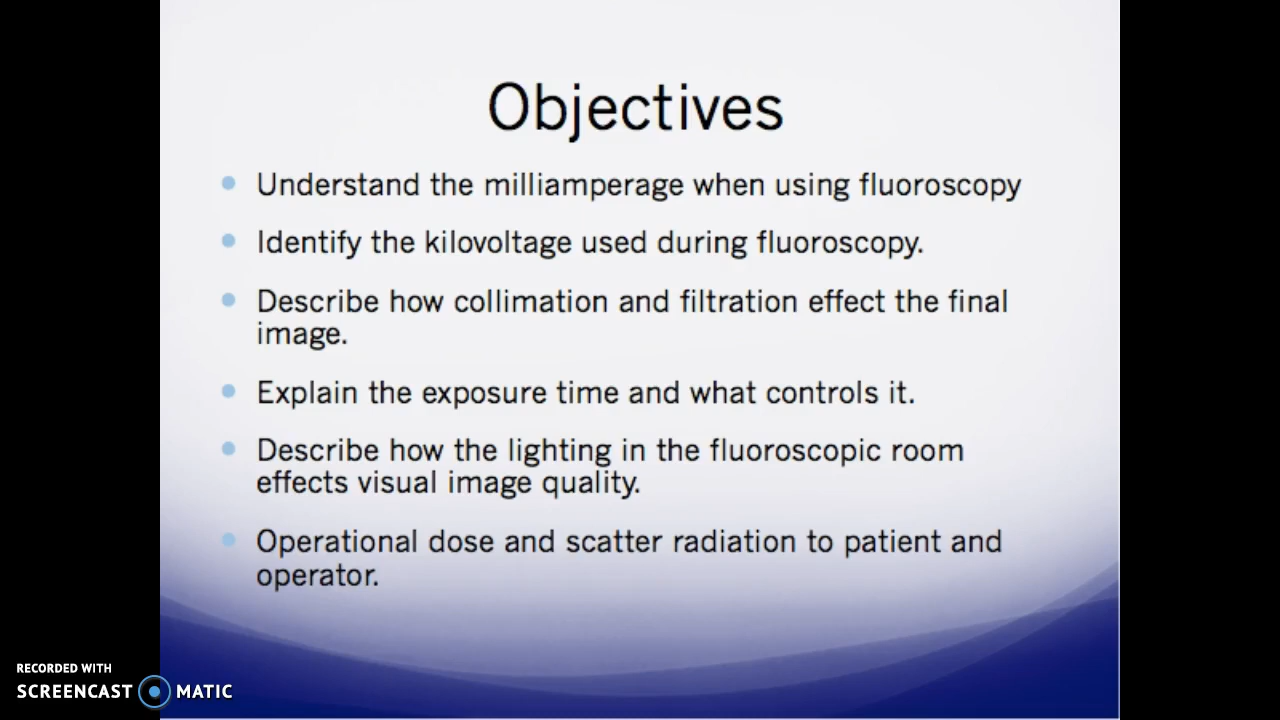 Objectives
Understand the milliamperage when using fluoroscopy
Identify the kilovoltage used during fluoroscopy.
Describe how collimation and filtration effect the final
image.
Explain the exposure time and what controls it.
Describe how the lighting in the fluoroscopic room
effects visual image quality.
Operational dose and scatter radiation to patient and
operator.
RECORDED WITH
SCREENCAST MATIC